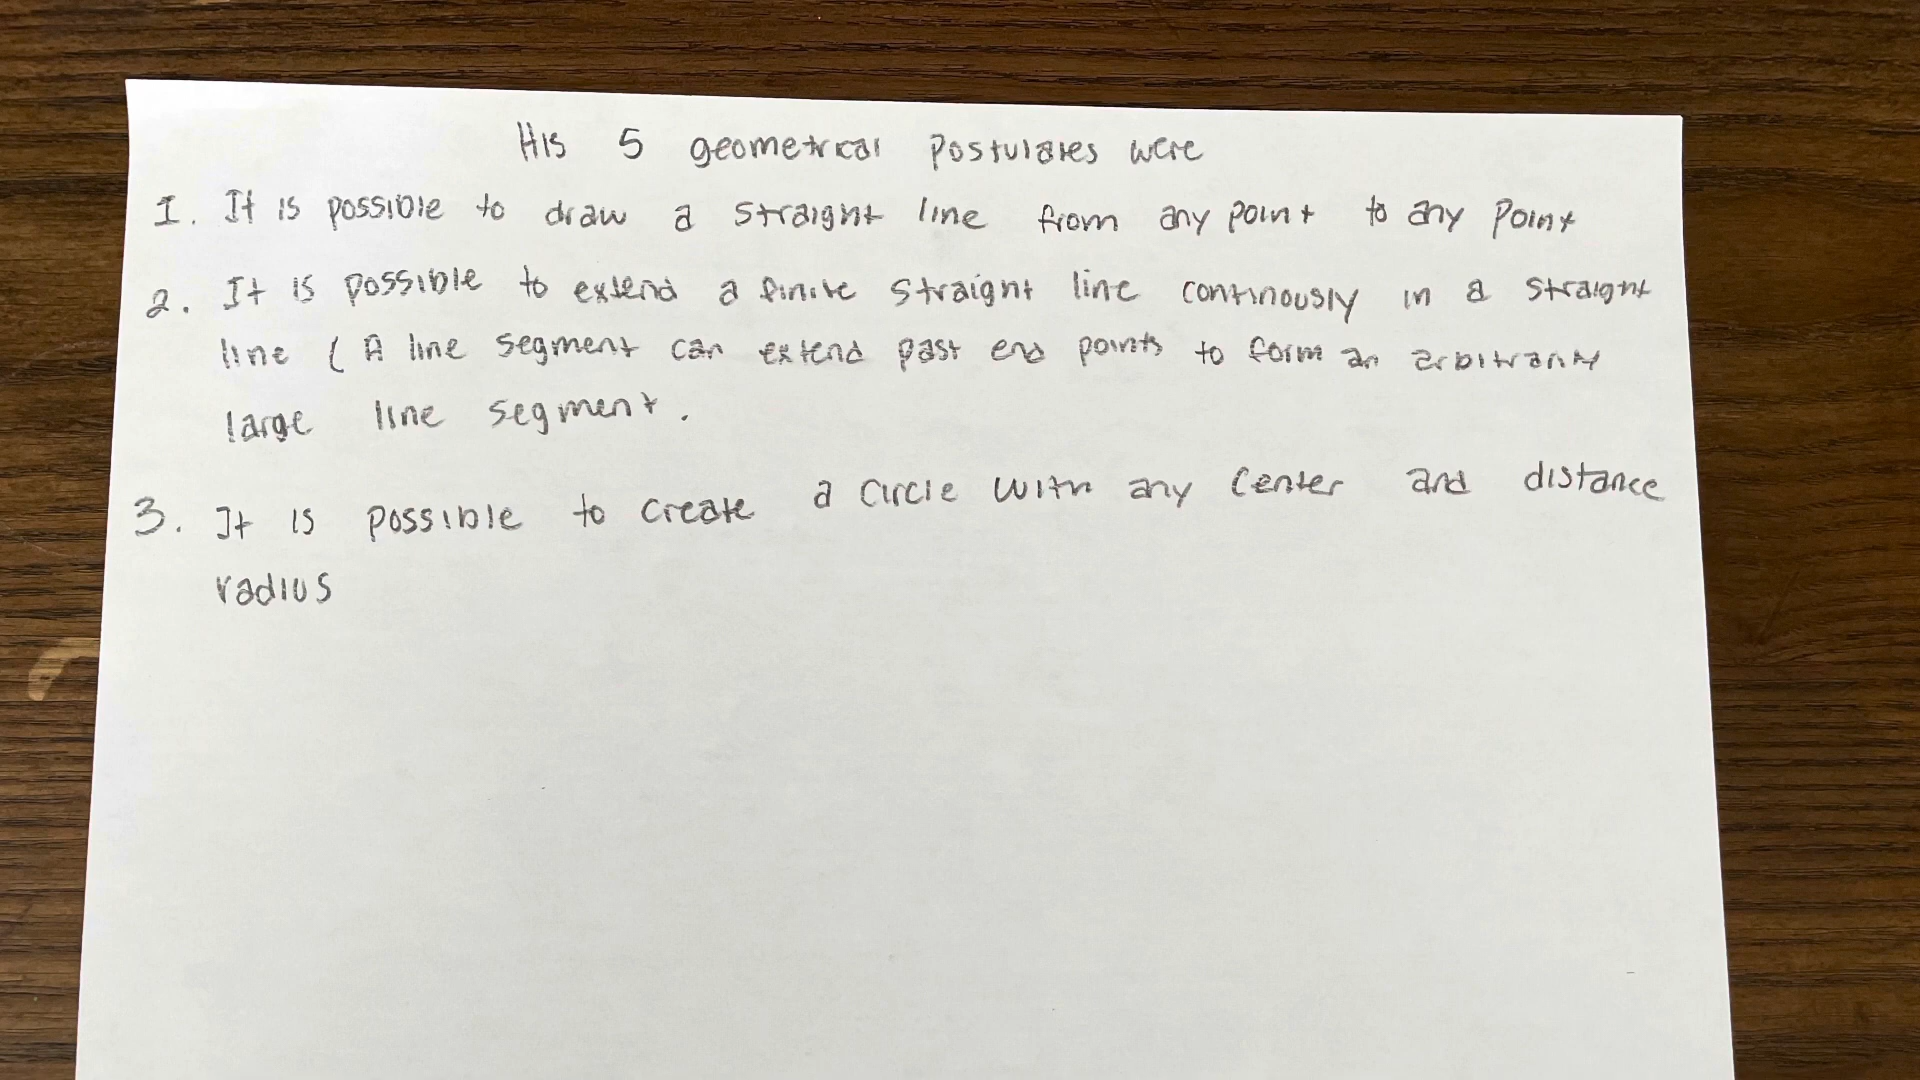 His 5 geometrical postulates were
1. It is possible to draw a straight line from any point to any point
2. It is possible to extend a finite straight line continously in a straight
line ( A line segment can extend past end points to form an arbitrarily
large line segment.
3. It is possible to create a circle with any center and distance
radius